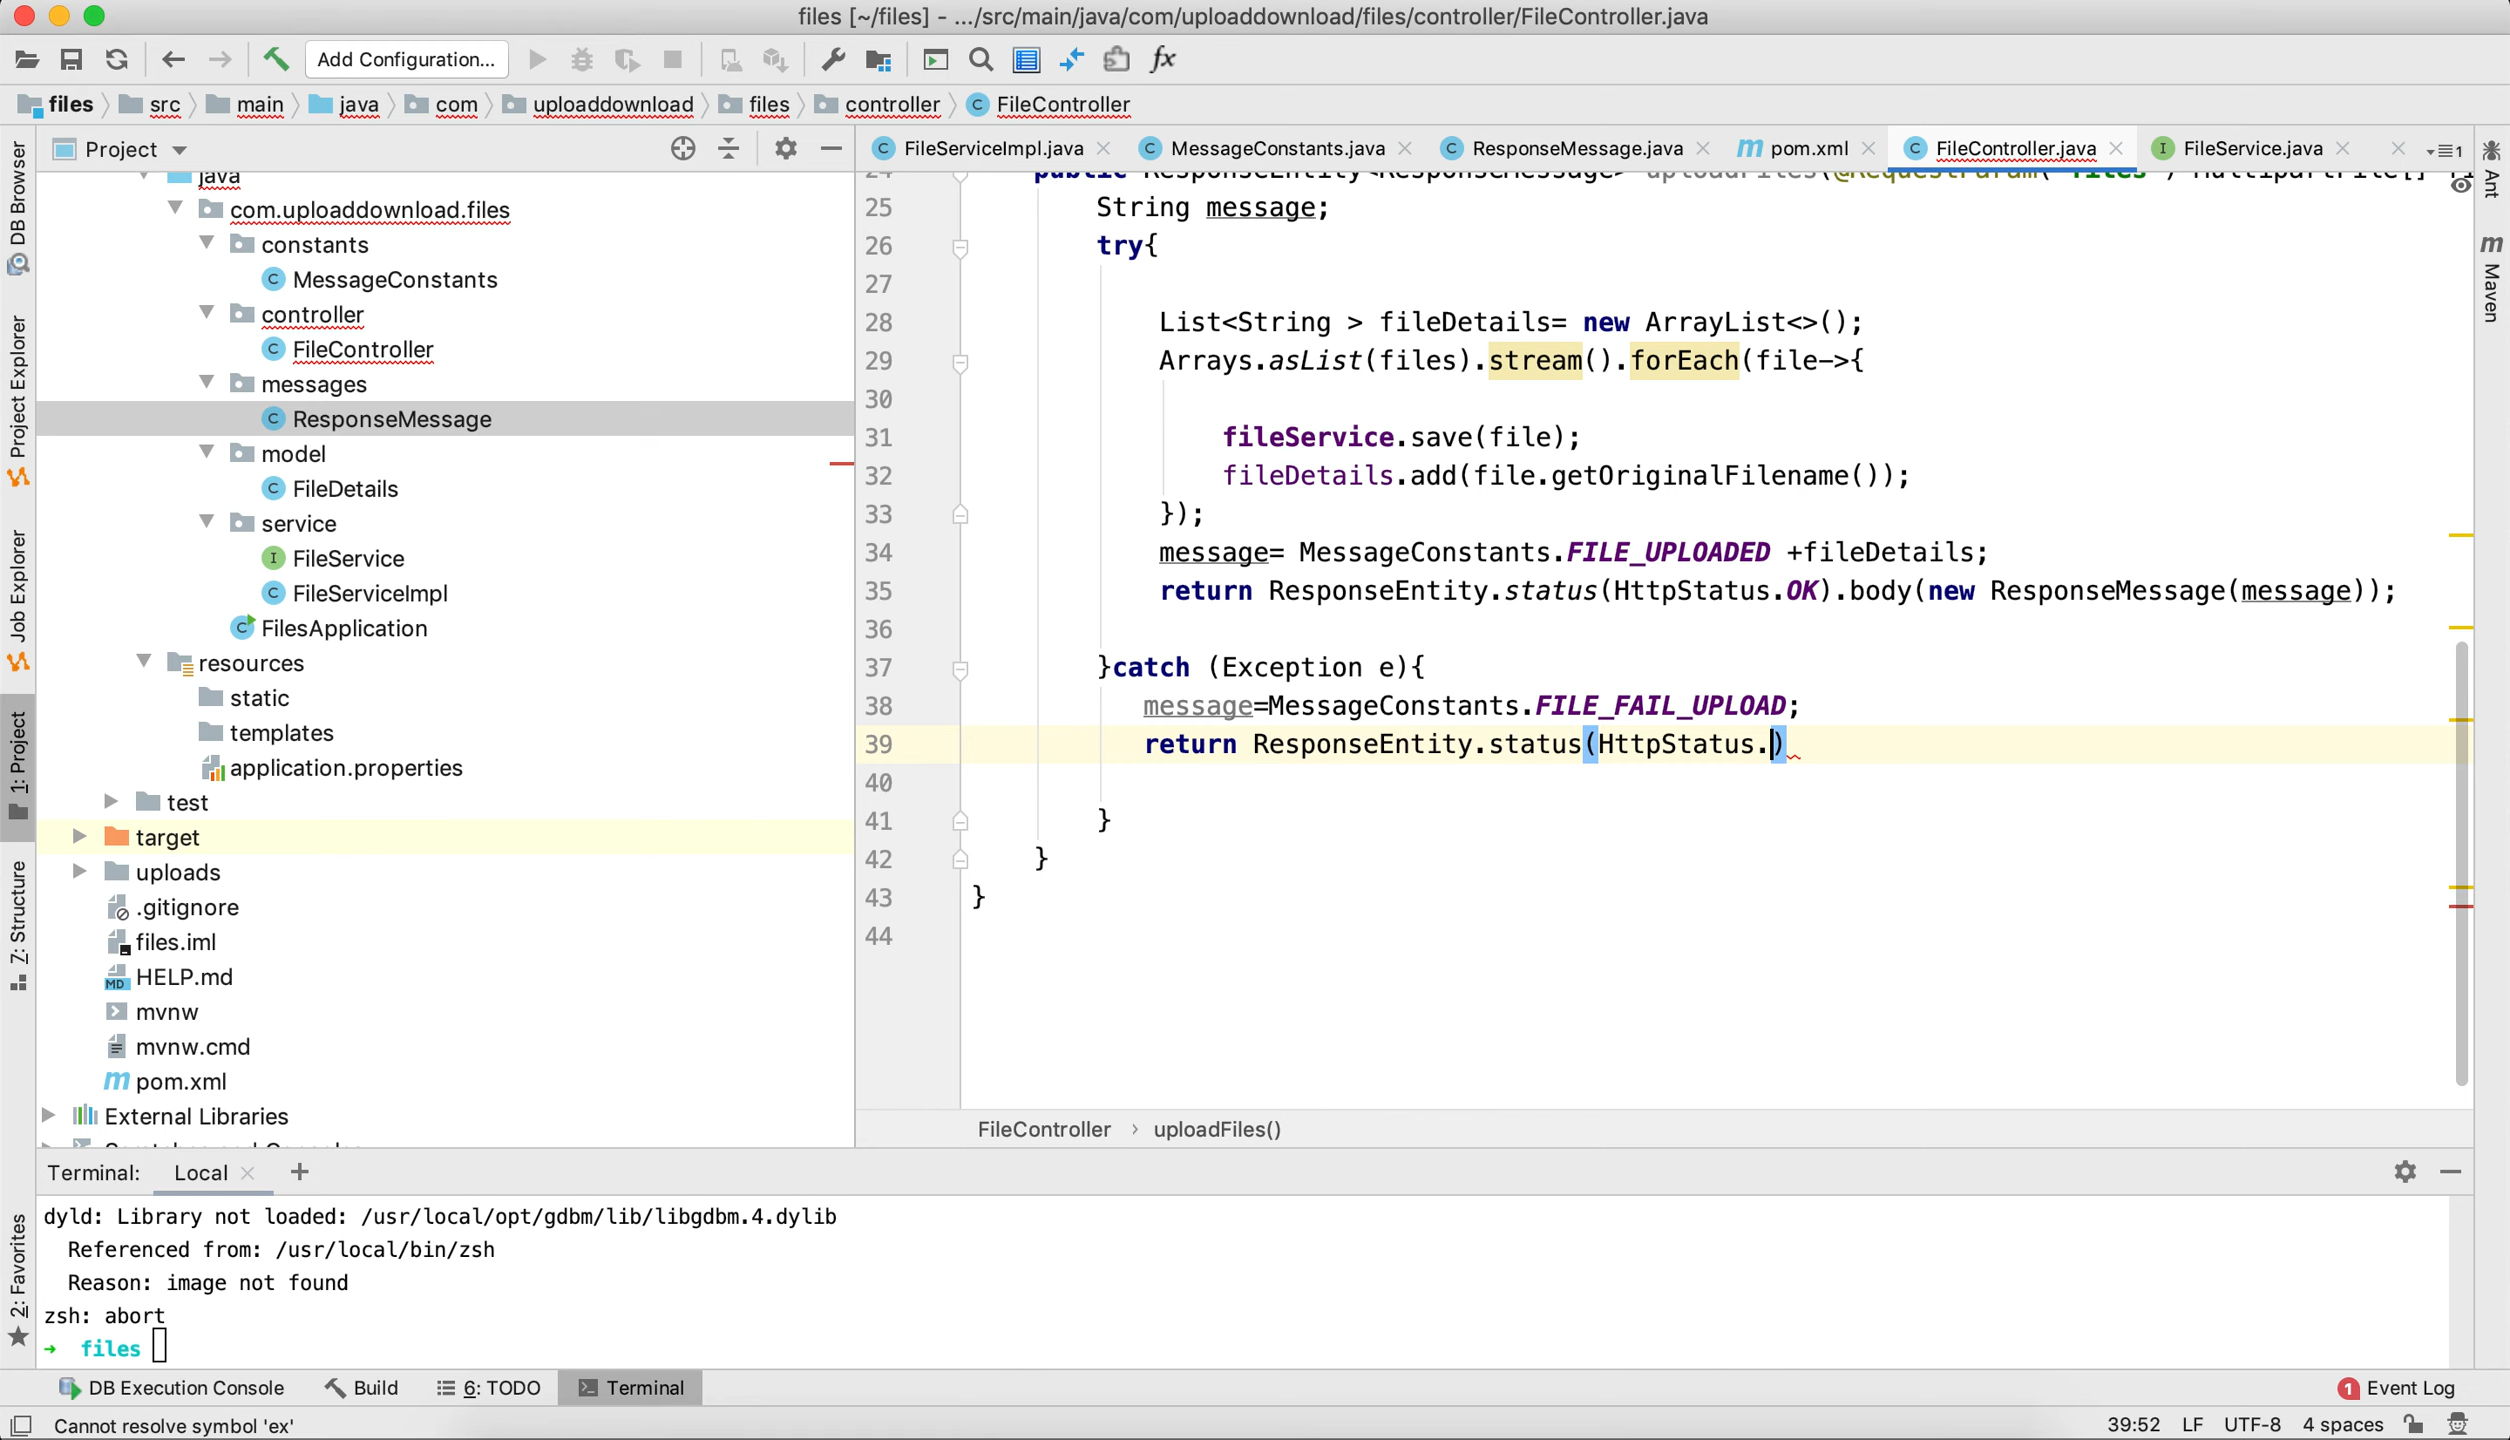 files [~/files] - .../src/main/java/com/uploaddownload/files/controller/FileController.java
Add Configuration...
files src main java com uploaddownload files controller FileController
Project
FileServiceImpl.java MessageConstants.java ResponseMessage.java pom.xml FileController.java FileService.java 1
DB Browser
Project Explorer
Job Explorer
1: Project
7: Structure
2: Favorites
java
com.uploaddownload.files
constants
MessageConstants
controller
FileController
messages
ResponseMessage
model
FileDetails
service
FileService
FileServiceImpl
FilesApplication
resources
static
templates
application.properties
test
target
uploads
.gitignore
files.iml
HELP.md
mvnw
mvnw.cmd
pom.xml
External Libraries
24 public ResponseEntity<ResponseMessage> uploadFiles(@RequestParam("files") MultipartFile[]
25 String message;
26 try{
27
28 List<String > fileDetails= new ArrayList<>();
29 Arrays.asList(files).stream().forEach(file->{
30
31 fileService.save(file);
32 fileDetails.add(file.getOriginalFilename());
33 });
34 message= MessageConstants.FILE_UPLOADED +fileDetails;
35 return ResponseEntity.status(HttpStatus.OK).body(new ResponseMessage(message));
36
37 }catch (Exception e){
38 message=MessageConstants.FILE_FAIL_UPLOAD;
39 return ResponseEntity.status(HttpStatus.)
40
41 }
42 }
43 }
44
FileController › uploadFiles()
Ant
Maven
Terminal: Local
dyld: Library not loaded: /usr/local/opt/gdbm/lib/libgdbm.4.dylib
Referenced from: /usr/local/bin/zsh
Reason: image not found
zsh: abort
➜ files
DB Execution Console Build 6: TODO Terminal 1 Event Log
Cannot resolve symbol 'ex' 39:52 LF UTF-8 4 spaces